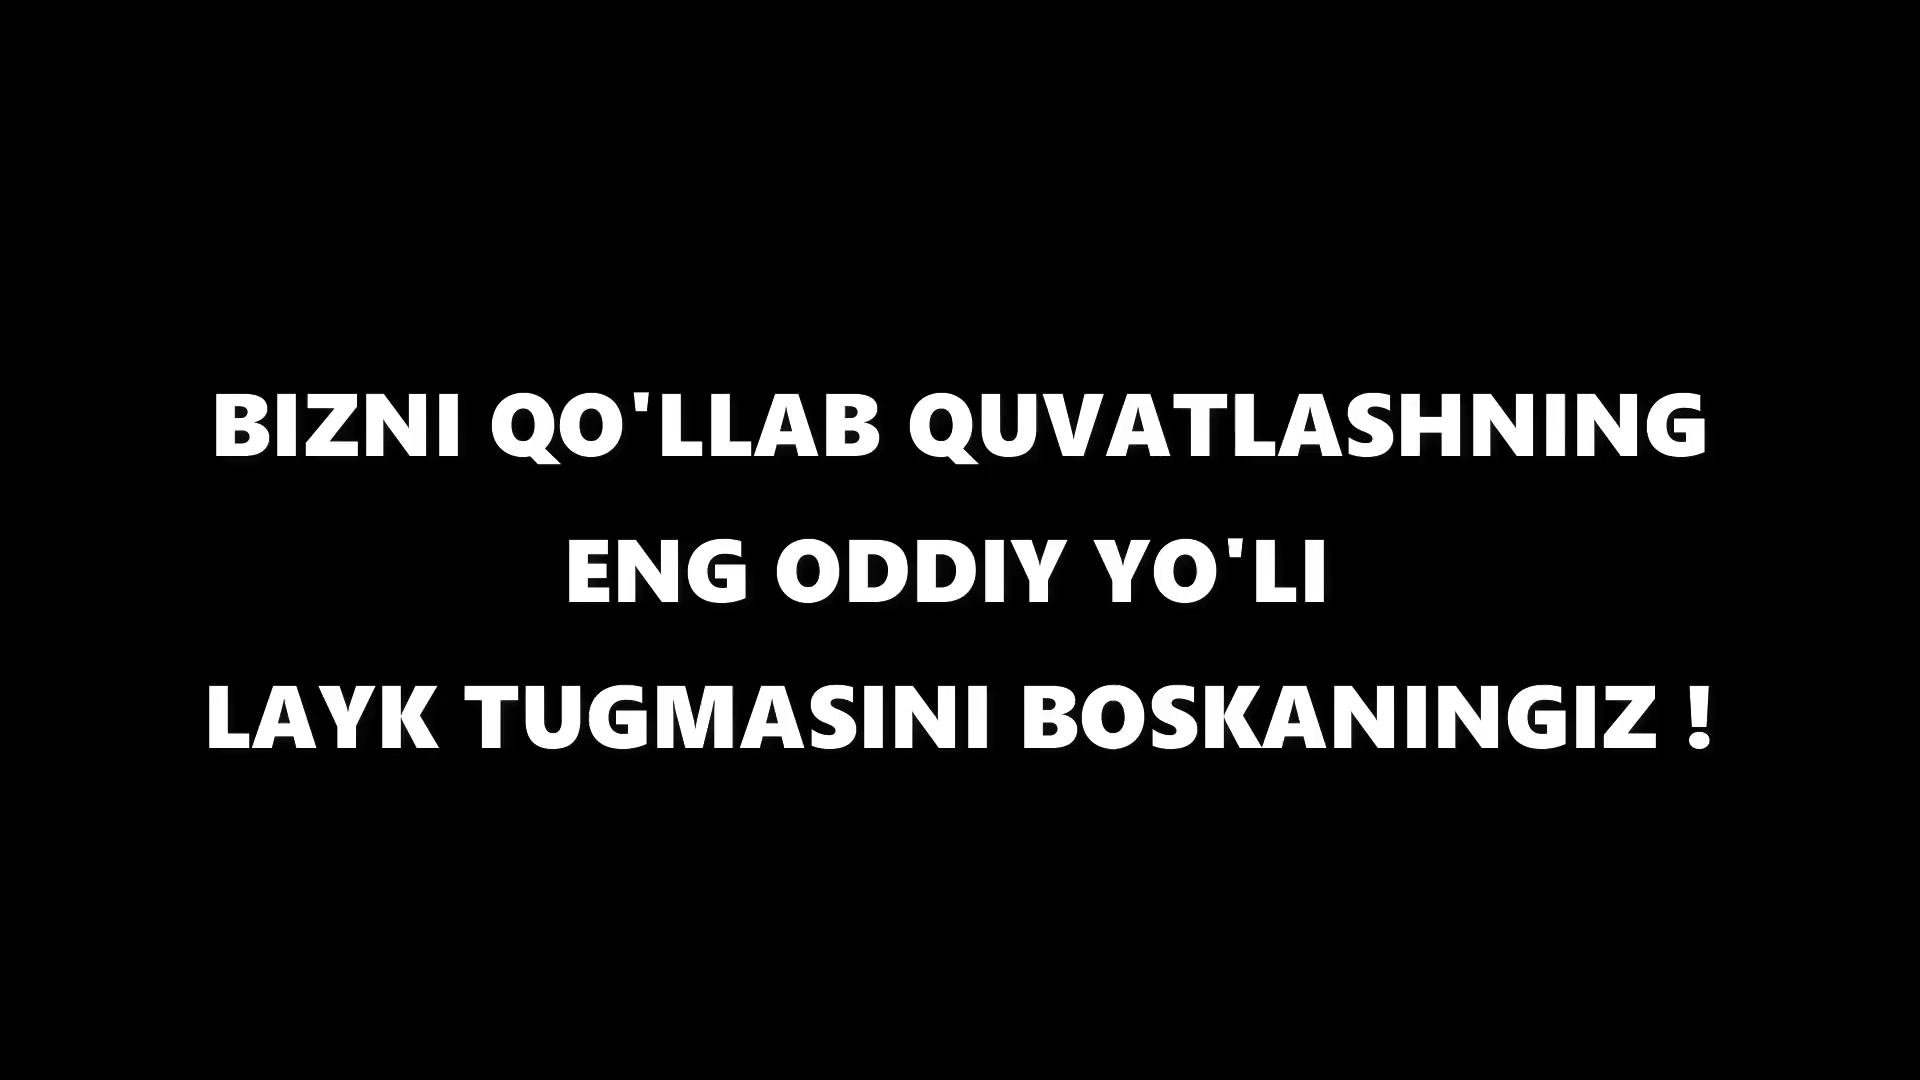 BIZNI QO'LLAB QUVATLASHNING
ENG ODDIY YO'LI
LAYK TUGMASINI BOSKANINGIZ !